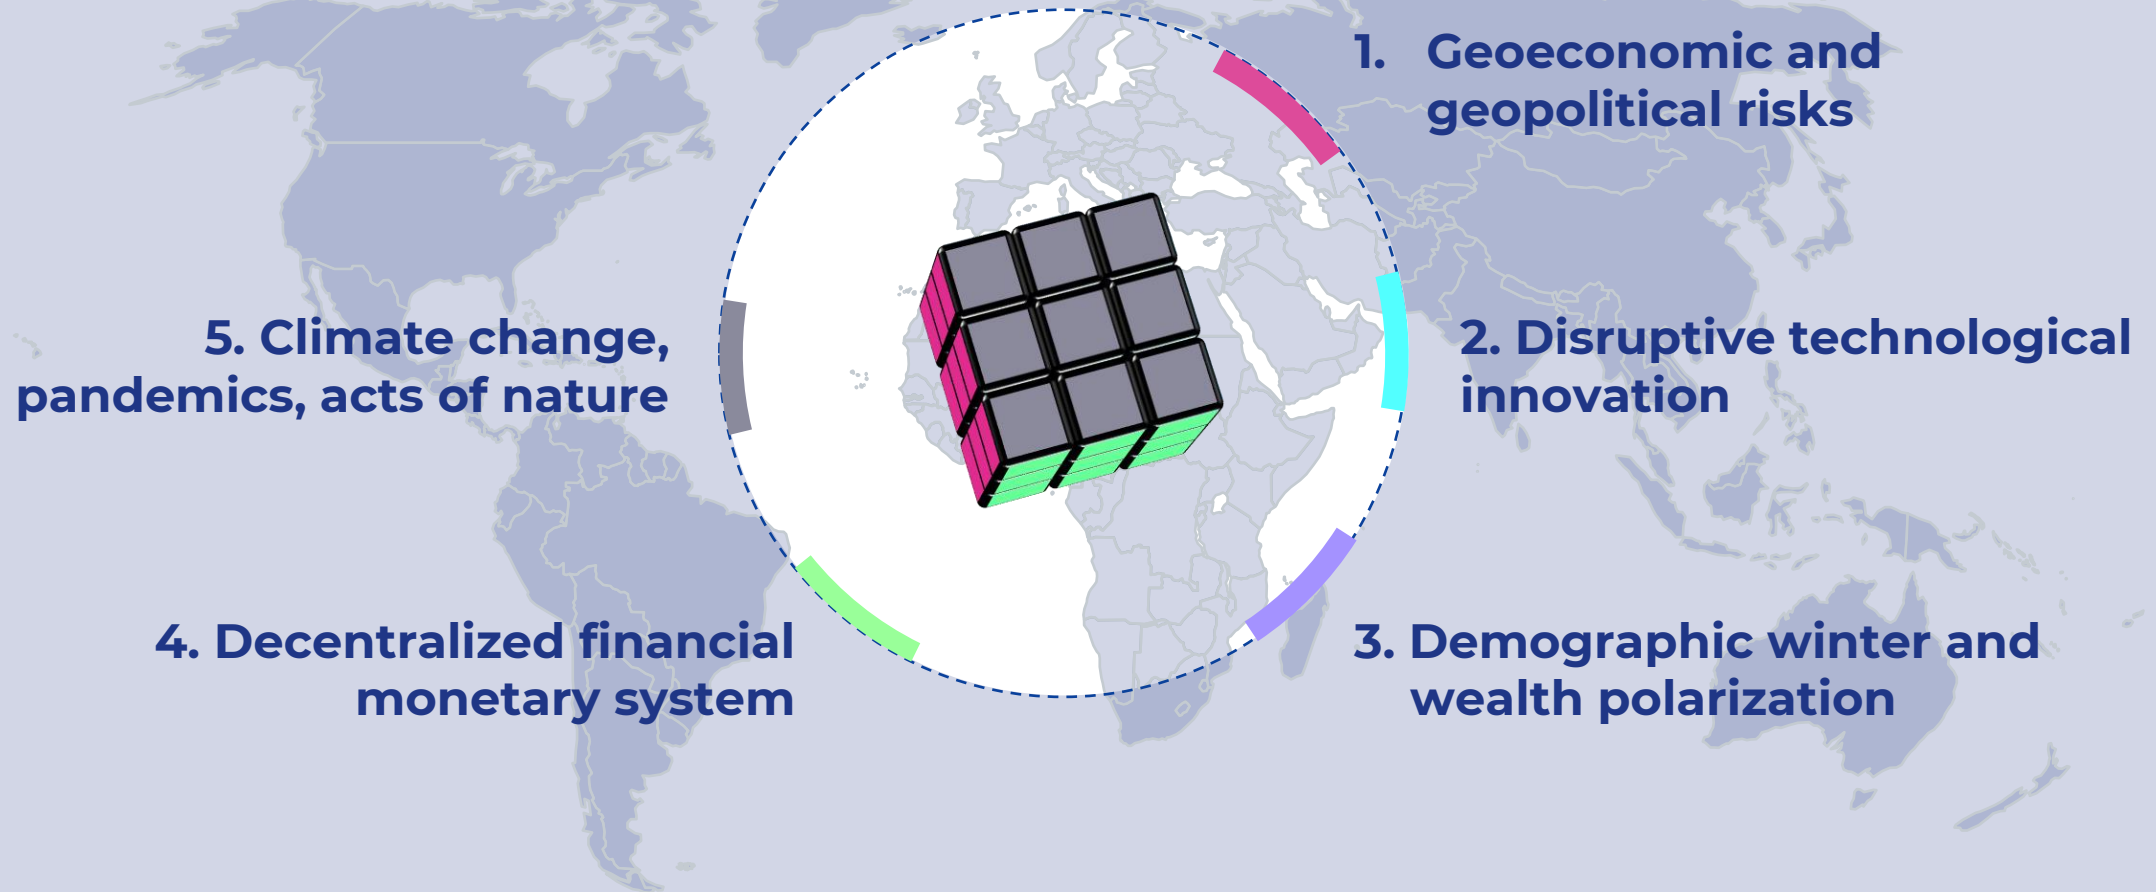 1. Geoeconomic and
geopolitical risks
2. Disruptive technological
innovation
3. Demographic winter and
wealth polarization
4. Decentralized financial
monetary system
5. Climate change,
pandemics, acts of nature